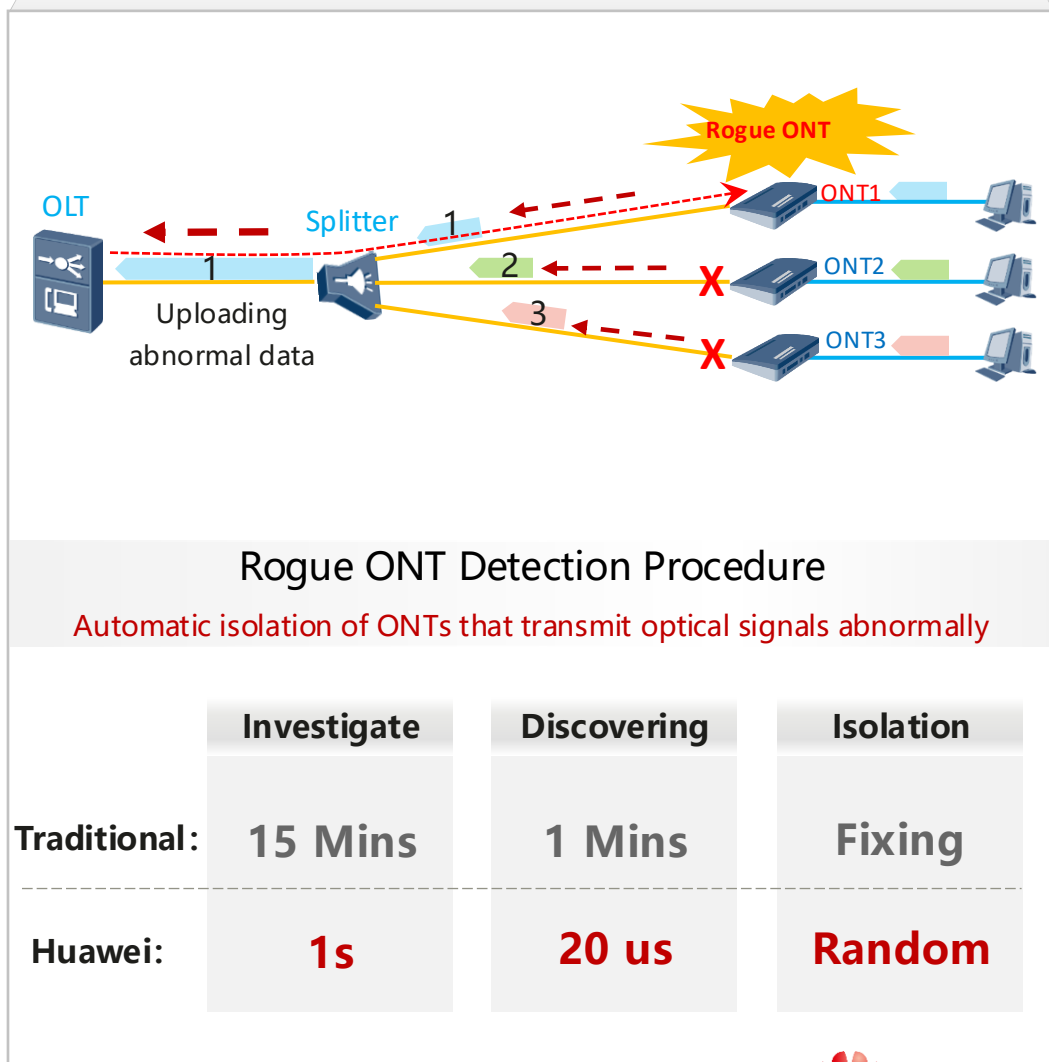 Rogue ONT
OLT
Splitter
ONT1
1
1
2
ONT2
X
3
ONT3
X
Uploading
abnormal data
Rogue ONT Detection Procedure
Automatic isolation of ONTs that transmit optical signals abnormally
Investigate Discovering Isolation
Traditional: 15 Mins 1 Mins Fixing
Huawei: 1s 20 us Random